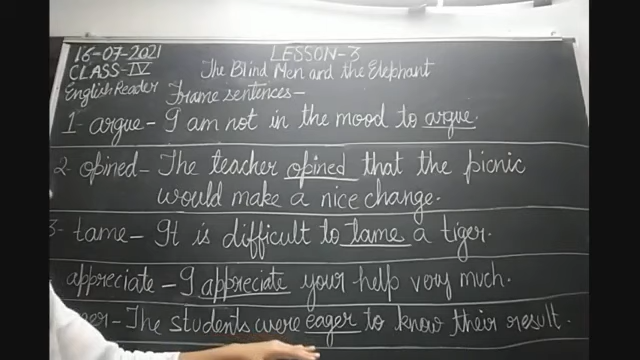 16-07-2021 LESSON-3
CLASS-IV The Blind Men and the Elephant
English Reader Frame sentences-
1- argue- I am not in the mood to argue.
2- opined- The teacher opined that the picnic
would make a nice change.
3- tame- It is difficult to tame a tiger.
appreciate- I appreciate your help very much.
The students were eager to know their result.